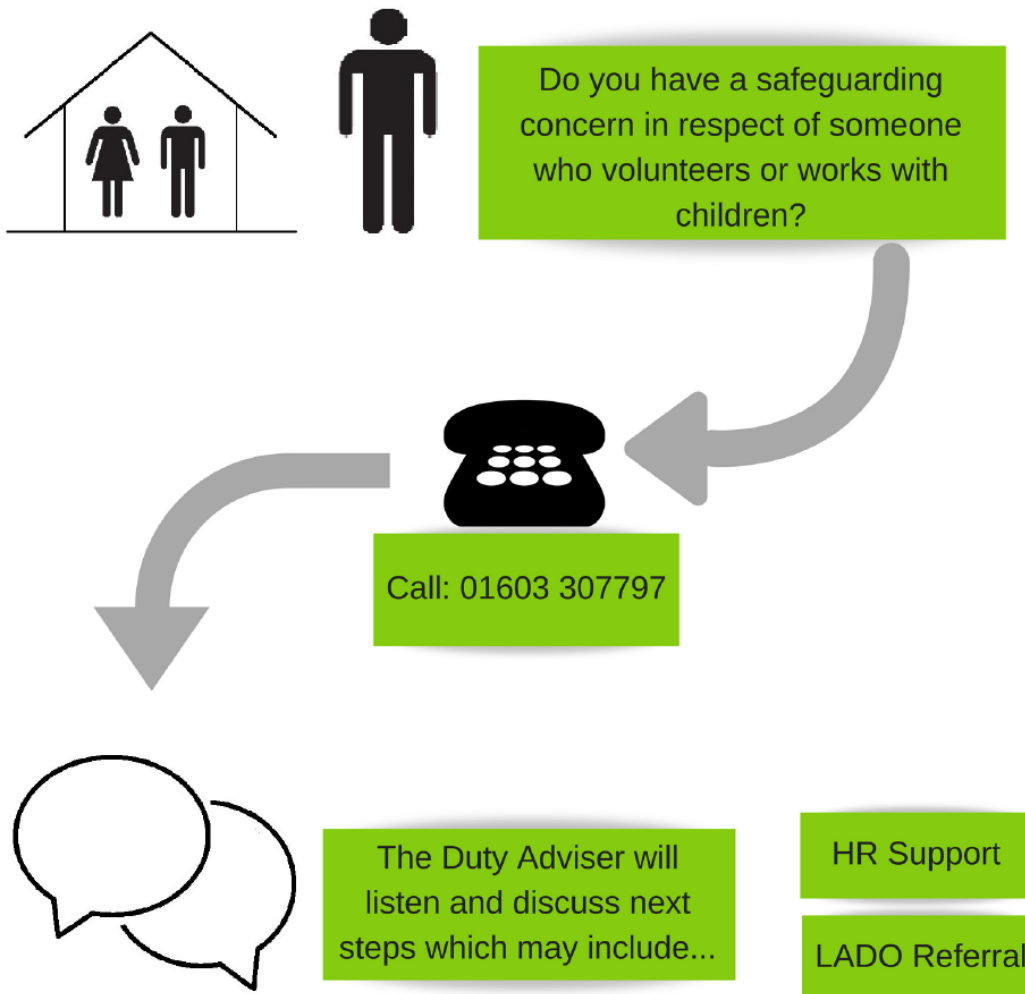 Do you have a safeguarding
concern in respect of someone
who volunteers or works with
children?
Call: 01603 307797
The Duty Adviser will
listen and discuss next
steps which may include...
HR Support
LADO Referral